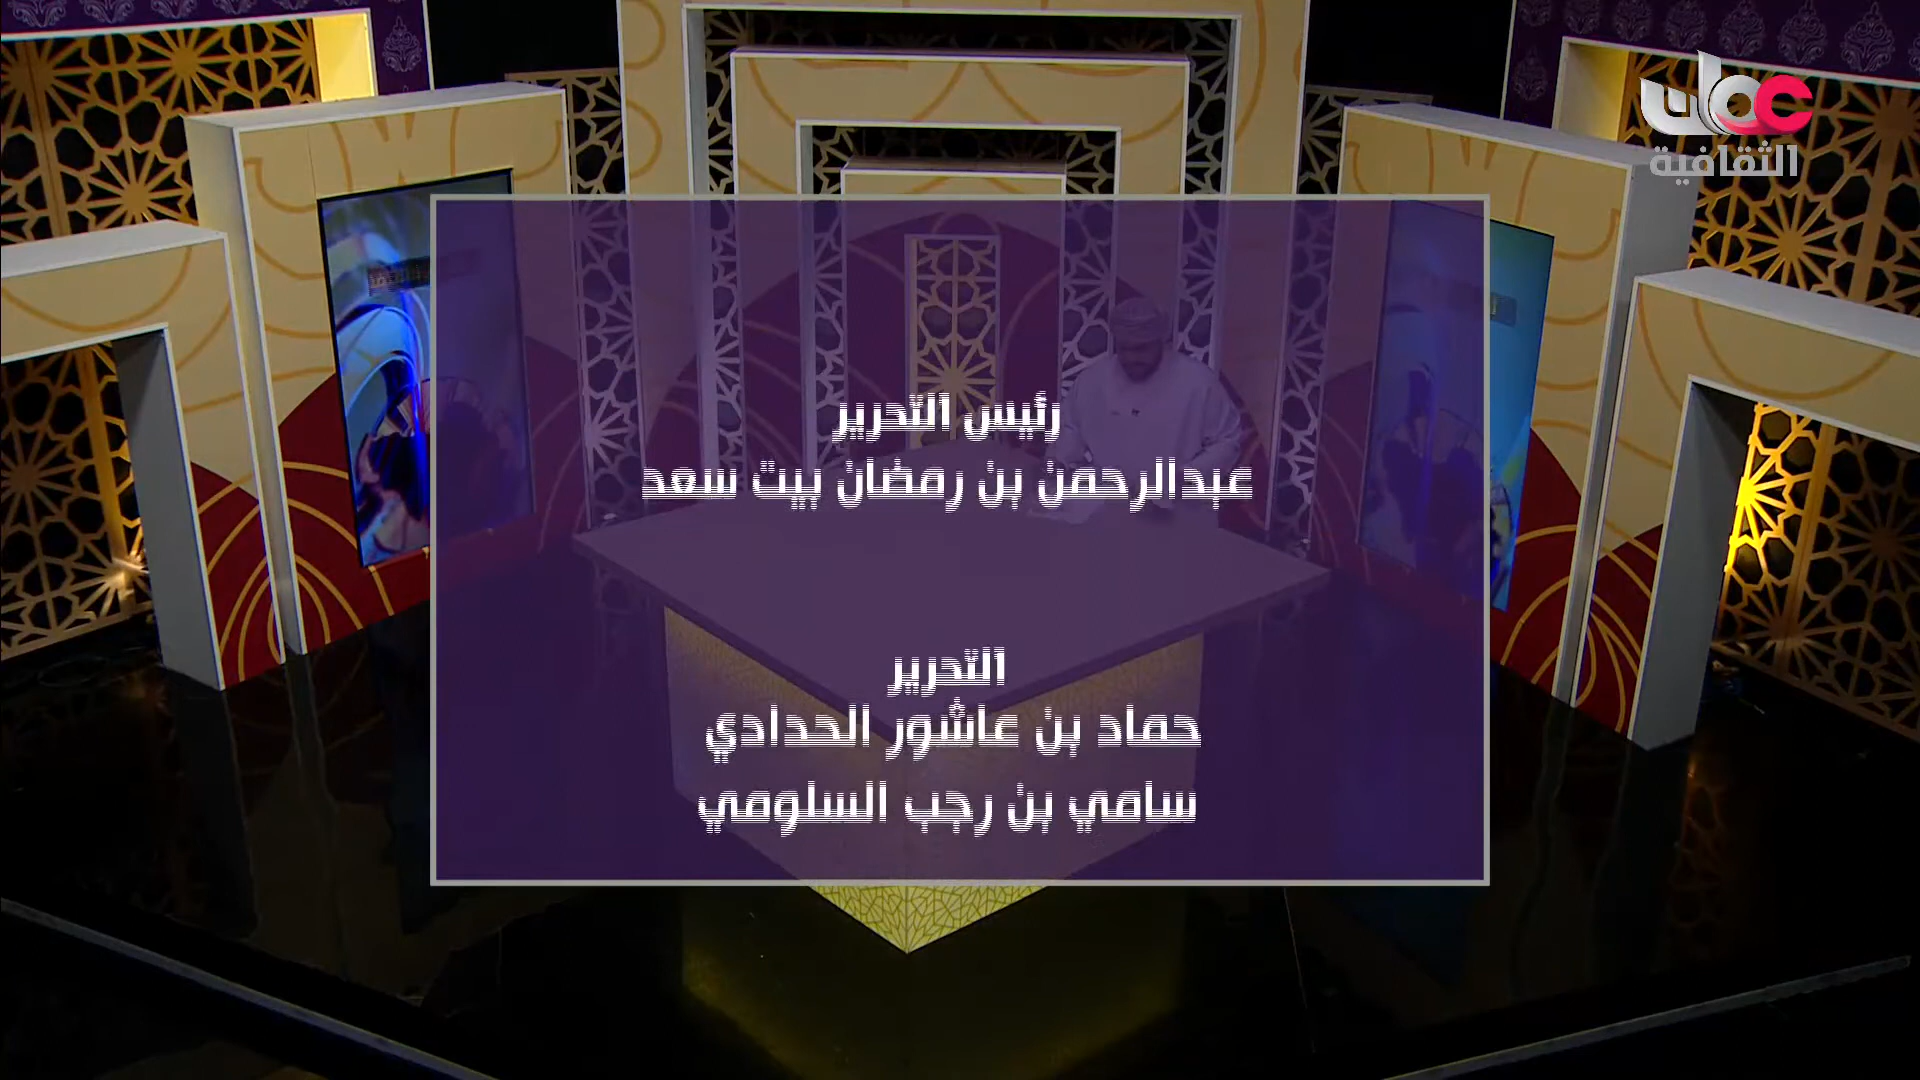 عمان
الثقافية
رئيس التحرير
عبدالرحمن بن رمضان بيت سعد
التحرير
حماد بن عاشور الحدادي
سامي بن رجب السلومي